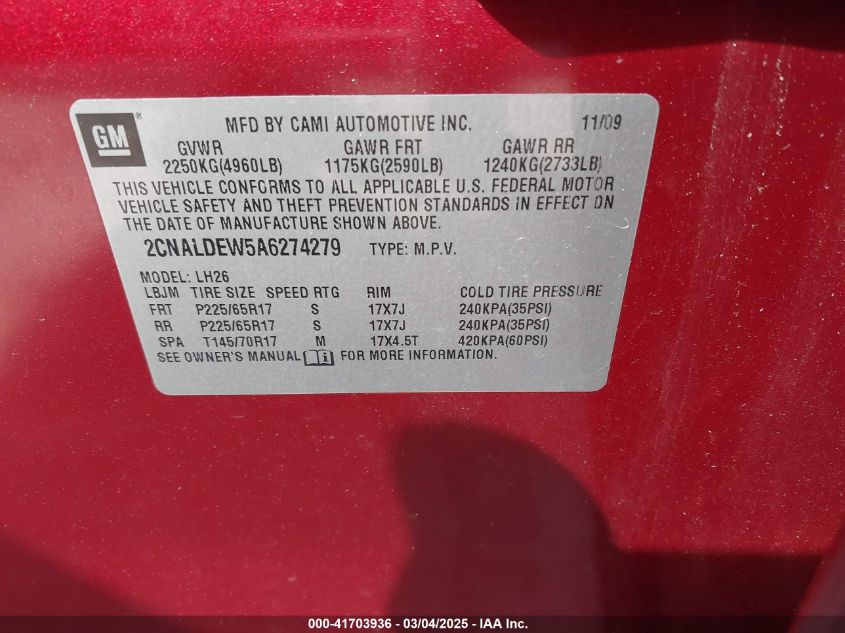 GM ®
MFD BY CAMI AUTOMOTIVE INC. 11/09
GVWR GAWR FRT GAWR RR
2250KG(4960LB) 1175KG(2590LB) 1240KG(2733LB)
THIS VEHICLE CONFORMS TO ALL APPLICABLE U.S. FEDERAL MOTOR
VEHICLE SAFETY AND THEFT PREVENTION STANDARDS IN EFFECT ON
THE DATE OF MANUFACTURE SHOWN ABOVE.
2CNALDEW5A6274279 TYPE: M.P.V.
MODEL: LH26
LBJM TIRE SIZE SPEED RTG RIM COLD TIRE PRESSURE
FRT P225/65R17 S 17X7J 240KPA(35PSI)
RR P225/65R17 S 17X7J 240KPA(35PSI)
SPA T145/70R17 M 17X4.5T 420KPA(60PSI)
SEE OWNER'S MANUAL i FOR MORE INFORMATION.
000-41703936 - 03/04/2025 - IAA Inc.